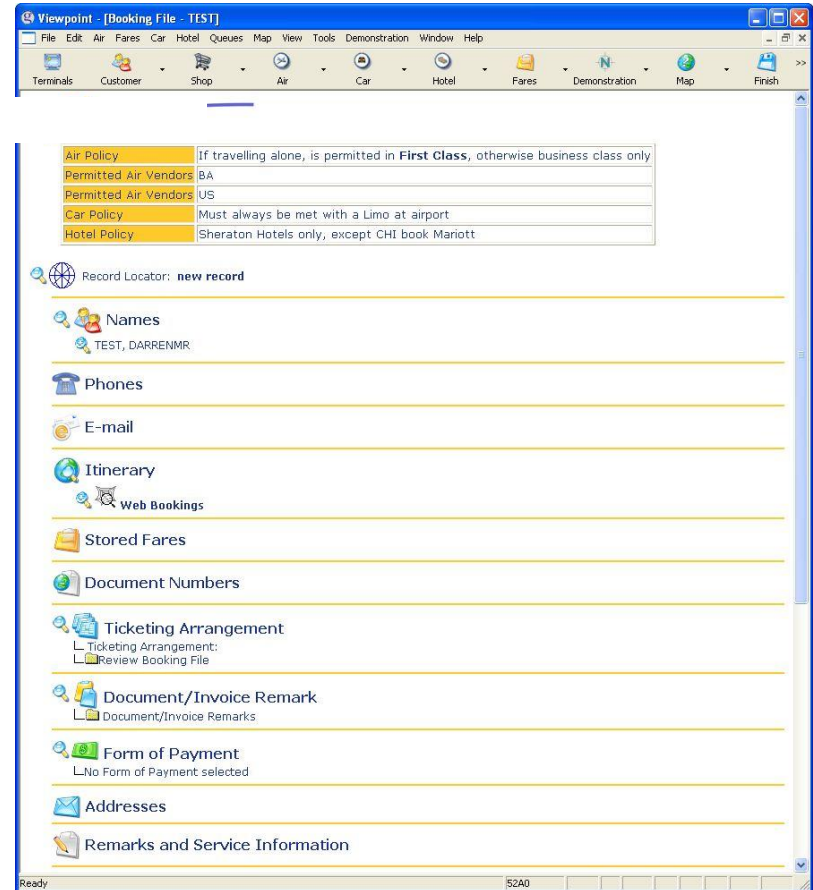 Viewpoint - [Booking File - TEST]
File Edit Air Fares Car Hotel Queues Map View Tools Demonstration Window Help
Terminals Customer Shop Air Car Hotel Fares Demonstration Map Finish
Air Policy If travelling alone, is permitted in First Class, otherwise business class only
Permitted Air Vendors BA
Permitted Air Vendors US
Car Policy Must always be met with a Limo at airport
Hotel Policy Sheraton Hotels only, except CHI book Mariott
Record Locator: new record
Names
TEST, DARRENMR
Phones
E-mail
Itinerary
Web Bookings
Stored Fares
Document Numbers
Ticketing Arrangement
Ticketing Arrangement:
Review Booking File
Document/Invoice Remark
Document/Invoice Remarks
Form of Payment
No Form of Payment selected
Addresses
Remarks and Service Information
Ready 52A0